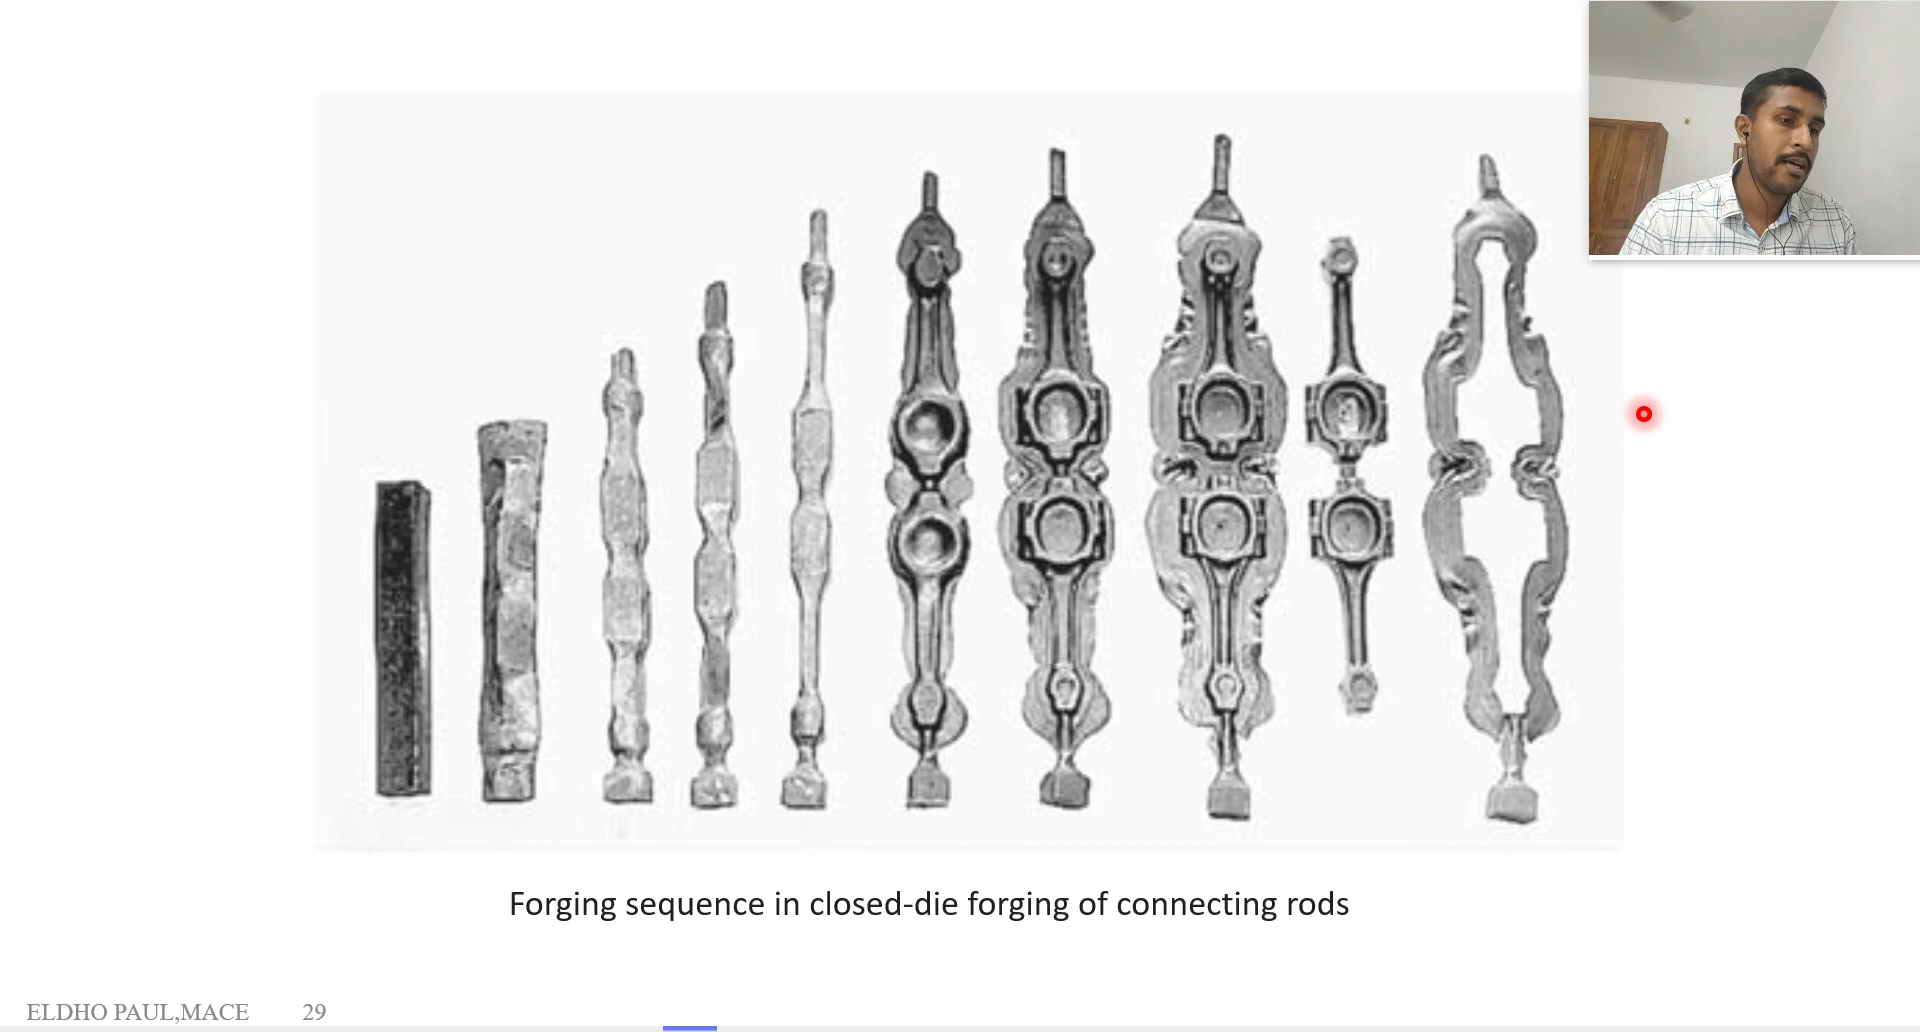 Forging sequence in closed-die forging of connecting rods
ELDHO PAUL,MACE 29